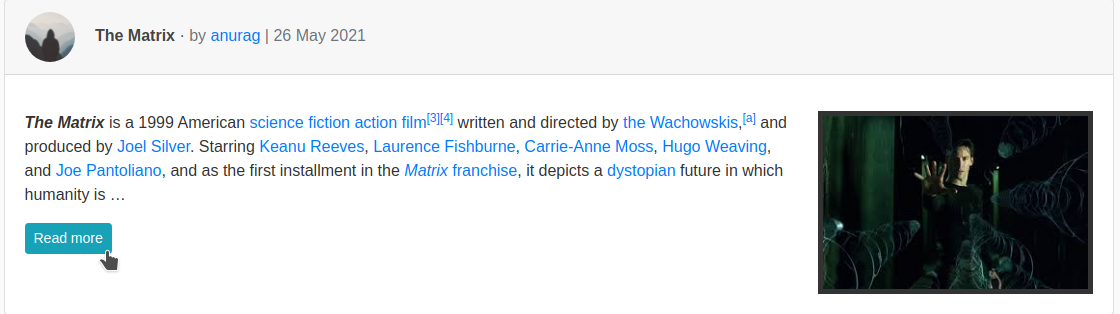 The Matrix · by anurag | 26 May 2021
The Matrix is a 1999 American science fiction action film[3][4] written and directed by the Wachowskis,[a] and
produced by Joel Silver. Starring Keanu Reeves, Laurence Fishburne, Carrie-Anne Moss, Hugo Weaving,
and Joe Pantoliano, and as the first installment in the Matrix franchise, it depicts a dystopian future in which
humanity is …
Read more